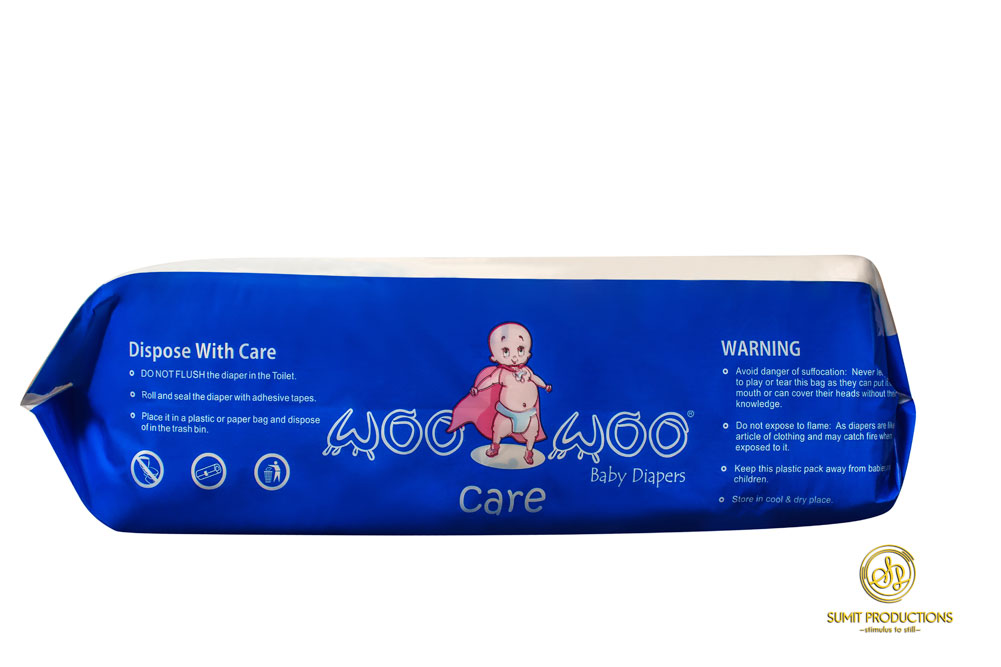 Dispose With Care
DO NOT FLUSH the diaper in the Toilet.
Roll and seal the diaper with adhesive tapes.
Place it in a plastic or paper bag and dispose
of in the trash bin.
WOO WOO®
Baby Diapers
care
WARNING
Avoid danger of suffocation: Never
to play or tear this bag as they can put
mouth or can cover their heads without
knowledge.
Do not expose to flame: As diapers are
article of clothing and may catch fire when
exposed to it.
Keep this plastic pack away from
children.
Store in cool & dry place.
SUMIT PRODUCTIONS
—stimulus to still—